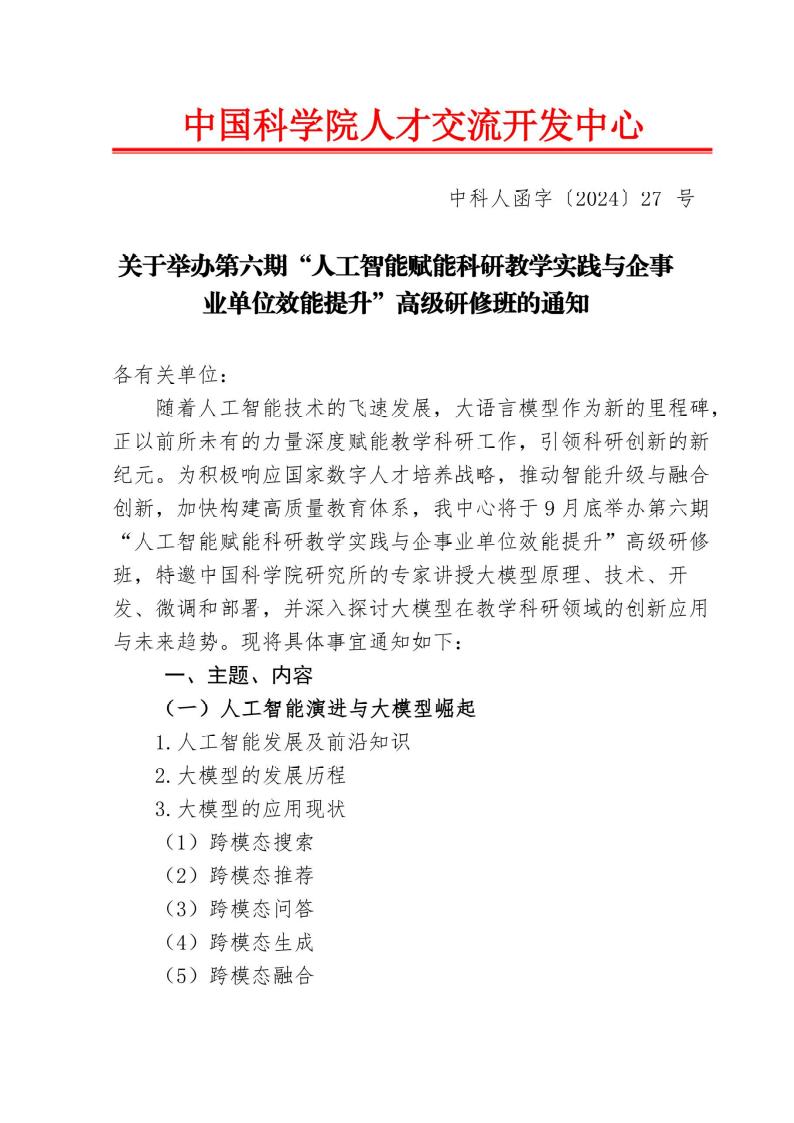 中国科学院人才交流开发中心
中科人函字〔2024〕27 号
关于举办第六期“人工智能赋能科研教学实践与企事
业单位效能提升”高级研修班的通知
各有关单位：
随着人工智能技术的飞速发展，大语言模型作为新的里程碑，
正以前所未有的力量深度赋能教学科研工作，引领科研创新的新
纪元。为积极响应国家数字人才培养战略，推动智能升级与融合
创新，加快构建高质量教育体系，我中心将于 9 月底举办第六期
“人工智能赋能科研教学实践与企事业单位效能提升”高级研修
班，特邀中国科学院研究所的专家讲授大模型原理、技术、开
发、微调和部署，并深入探讨大模型在教学科研领域的创新应用
与未来趋势。现将具体事宜通知如下：
一、主题、内容
（一）人工智能演进与大模型崛起
1.人工智能发展及前沿知识
2.大模型的发展历程
3.大模型的应用现状
（1）跨模态搜索
（2）跨模态推荐
（3）跨模态问答
（4）跨模态生成
（5）跨模态融合